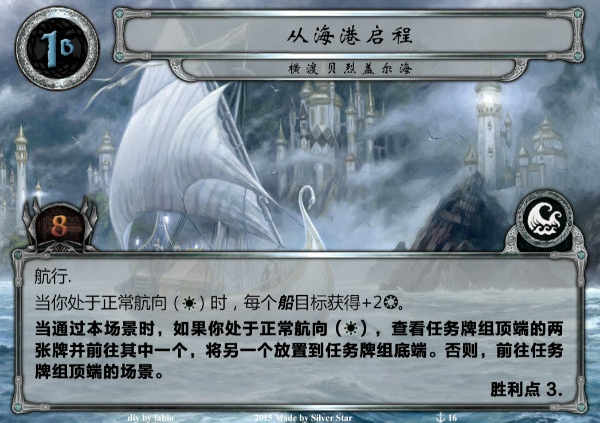 1B
从海港启程
横渡贝烈盖尔海
8
航行.
当你处于正常航向（☀）时，每个船目标获得+2。
当通过本场景时，如果你处于正常航向（☀），查看任务牌组顶端的两
张牌并前往其中一个，将另一个放置到任务牌组底端。否则，前往任务
牌组顶端的场景。
胜利点 3.
2015 Made by Silver Star
16